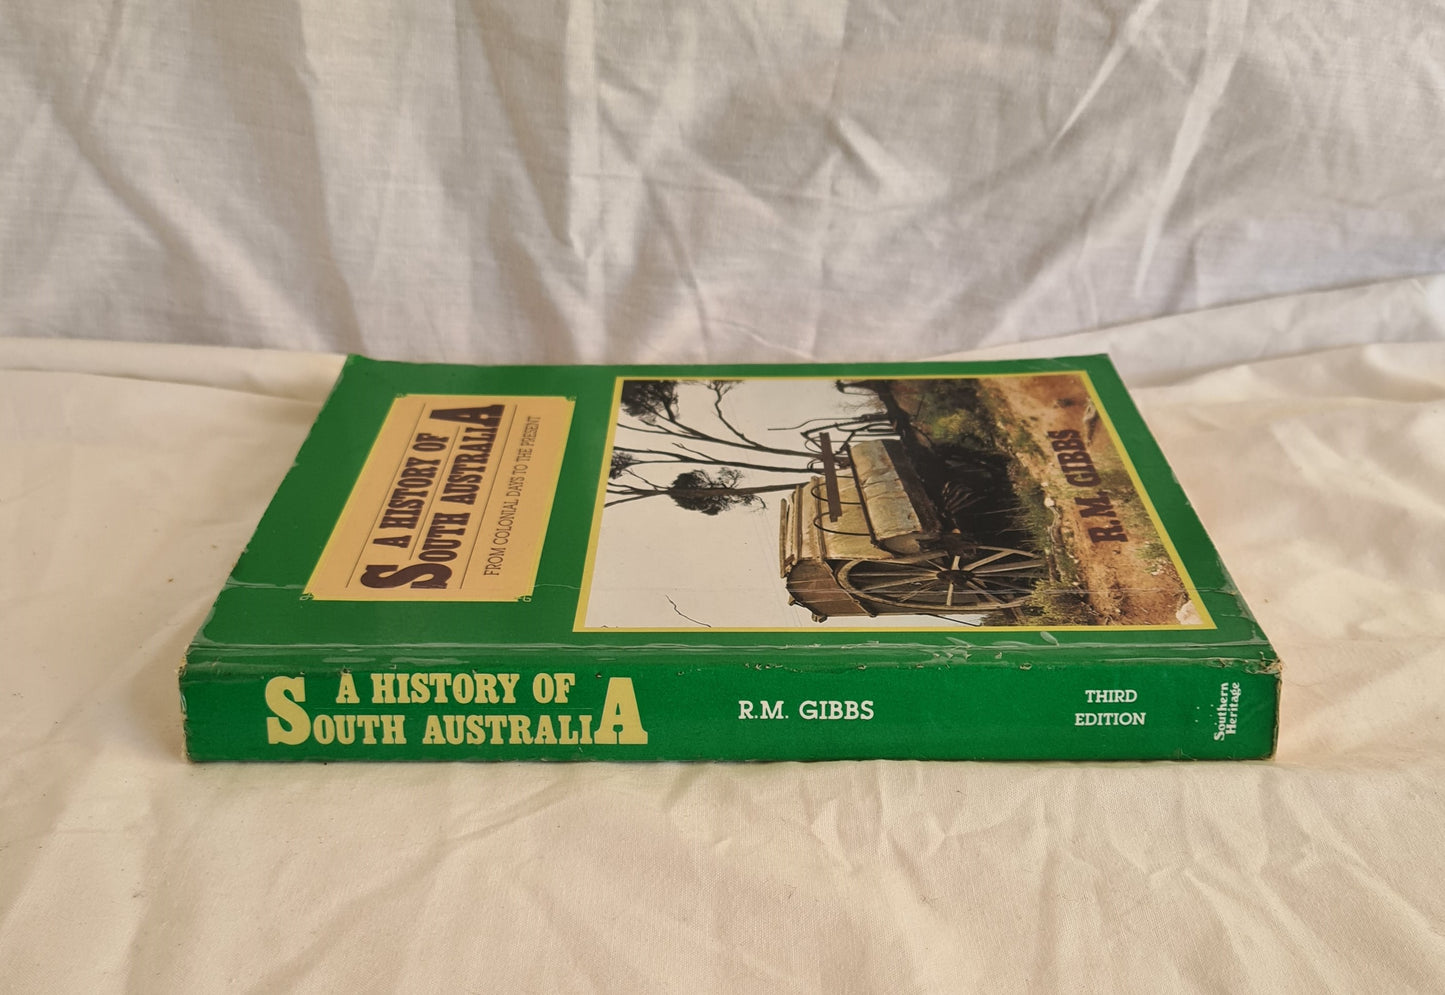 A HISTORY OF
SOUTH AUSTRALIA
FROM COLONIAL DAYS TO THE PRESENT
R.M. GIBBS
A HISTORY OF
SOUTH AUSTRALIA
R.M. GIBBS
THIRD
EDITION
Southern
Heritage